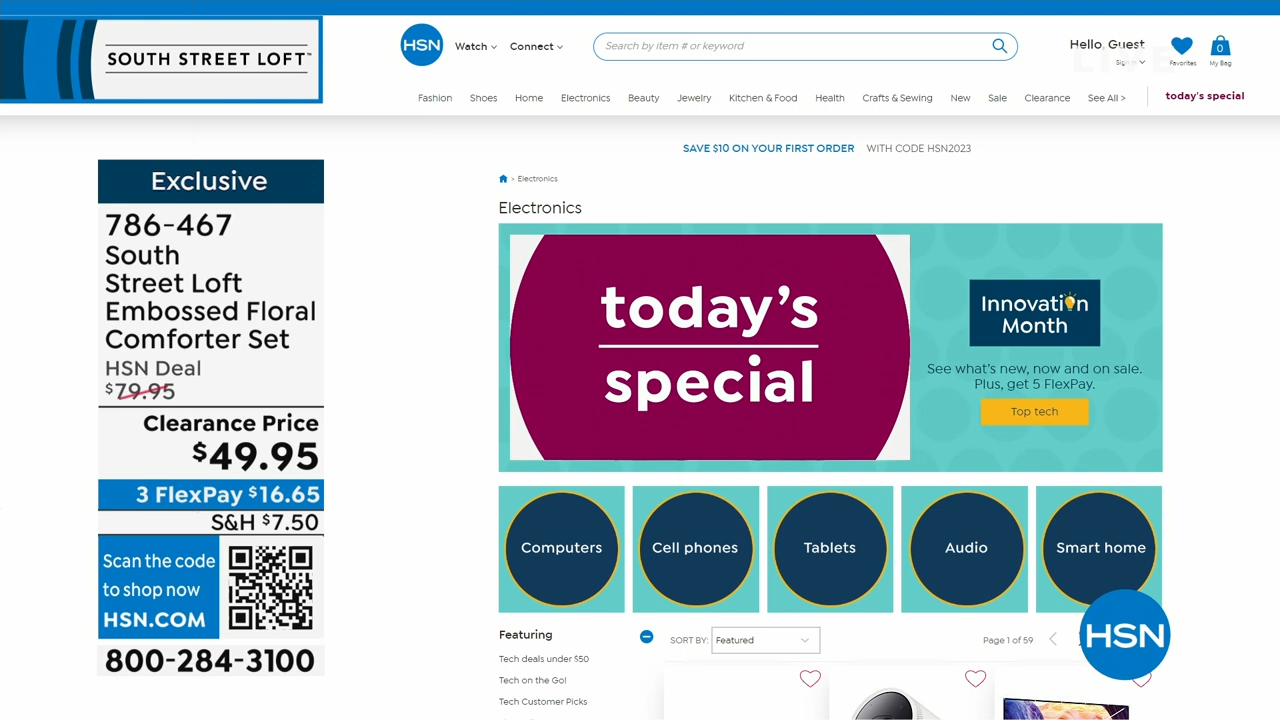 SOUTH STREET LOFT™
HSN
Watch
Connect
Search by item # or keyword
Hello, Guest
Favorites
0
My Bag
Fashion
Shoes
Home
Electronics
Beauty
Jewelry
Kitchen & Food
Health
Crafts & Sewing
New
Sale
Clearance
See All >
today's special
SAVE $10 ON YOUR FIRST ORDER WITH CODE HSN2023
> Electronics
Electronics
Exclusive
786-467
South
Street Loft
Embossed Floral
Comforter Set
HSN Deal
$79.95
Clearance Price
$49.95
3 FlexPay $16.65
S&H $7.50
Scan the code
to shop now
HSN.COM
800-284-3100
today's
special
Innovation
Month
See what's new, now and on sale.
Plus, get 5 FlexPay.
Top tech
Computers
Cell phones
Tablets
Audio
Smart home
Featuring
Tech deals under $50
Tech on the Go!
Tech Customer Picks
SORT BY:
Featured
Page 1 of 59
HSN